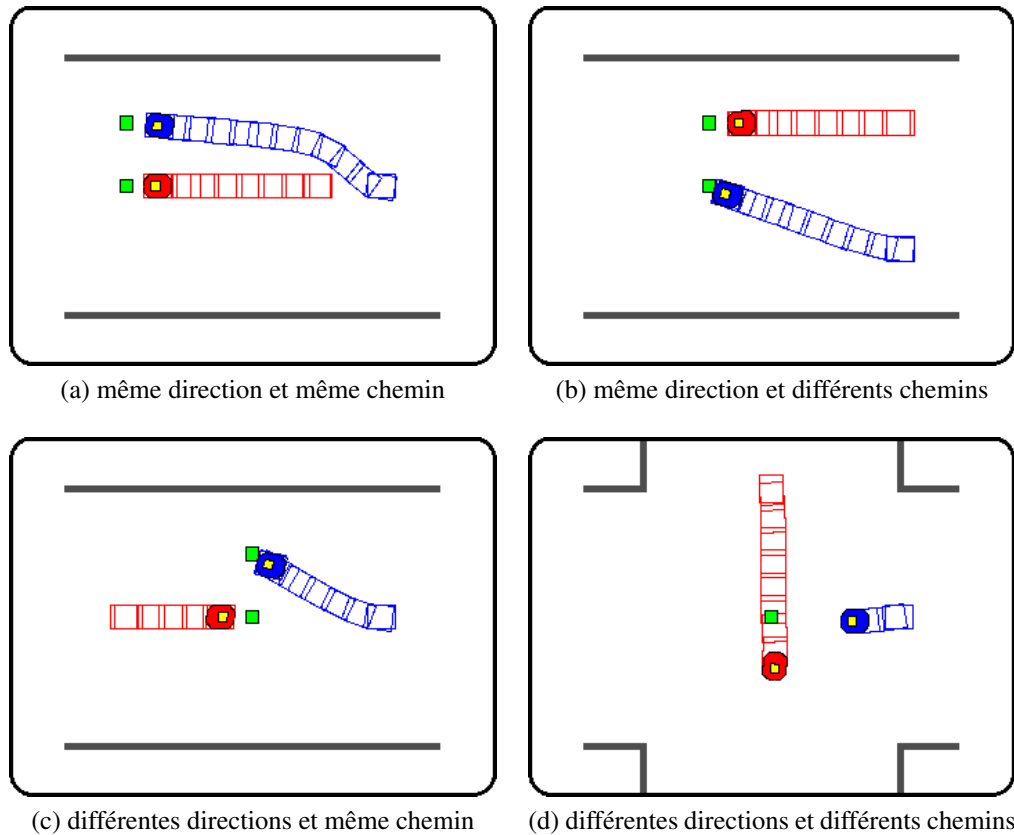 (a) même direction et même chemin
(b) même direction et différents chemins
(c) différentes directions et même chemin
(d) différentes directions et différents chemins